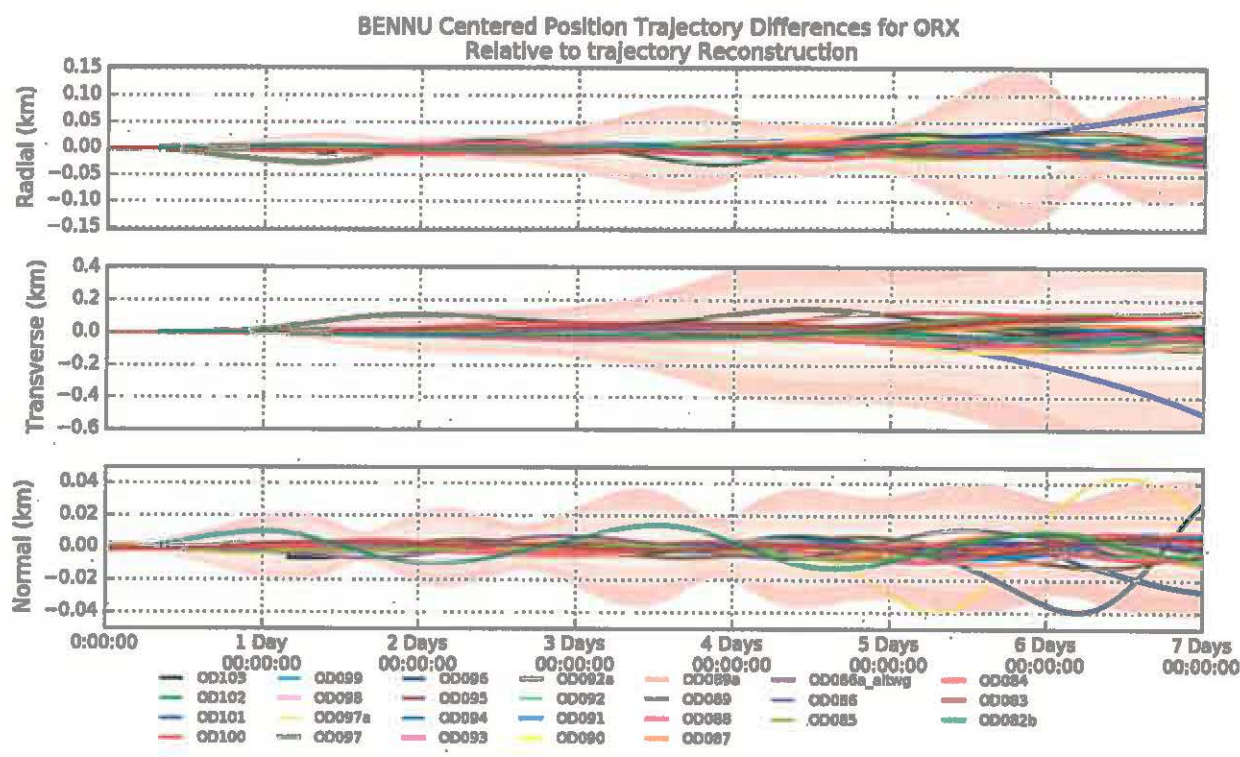 BENNU Centered Position Trajectory Differences for ORX
Relative to trajectory Reconstruction
Radial (km)
0.15
0.10
0.05
0.00
−0.05
−0.10
−0.15
Transverse (km)
0.4
0.2
0.0
−0.2
−0.4
−0.6
Normal (km)
0.04
0.02
0.00
−0.02
−0.04
0:00:00 1 Day 2 Days 3 Days 4 Days 5 Days 6 Days 7 Days
00:00:00 00:00:00 00:00:00 00:00:00 00:00:00 00:00:00 00:00:00
OD103 OD099 OD096 OD092a OD089a OD086a_altwg OD084
OD102 OD098 OD095 OD092 OD089 OD086 OD083
OD101 OD097a OD094 OD091 OD088 OD085 OD082b
OD100 OD097 OD093 OD090 OD087